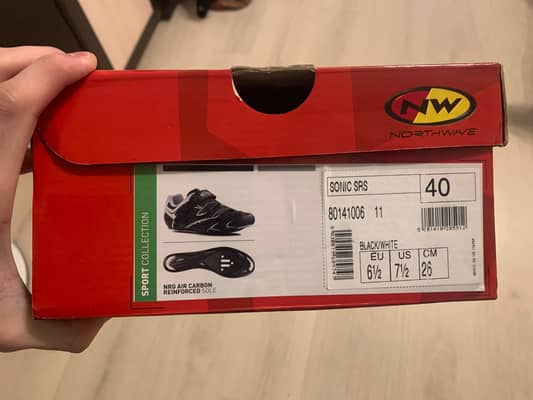 NW
NORTHWAVE
SPORT COLLECTION
NRG AIR CARBON
REINFORCED SOLE
SONIC SRS
40
80141006 11
BLACK/WHITE
EU US CM
6½ 7½ 26